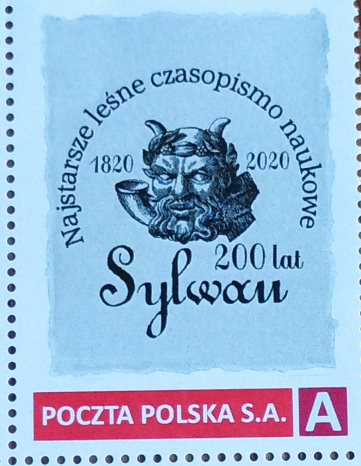 Najstarsze leśne czasopismo naukowe
1820 2020
200 lat
Sylwan
POCZTA POLSKA S.A. A